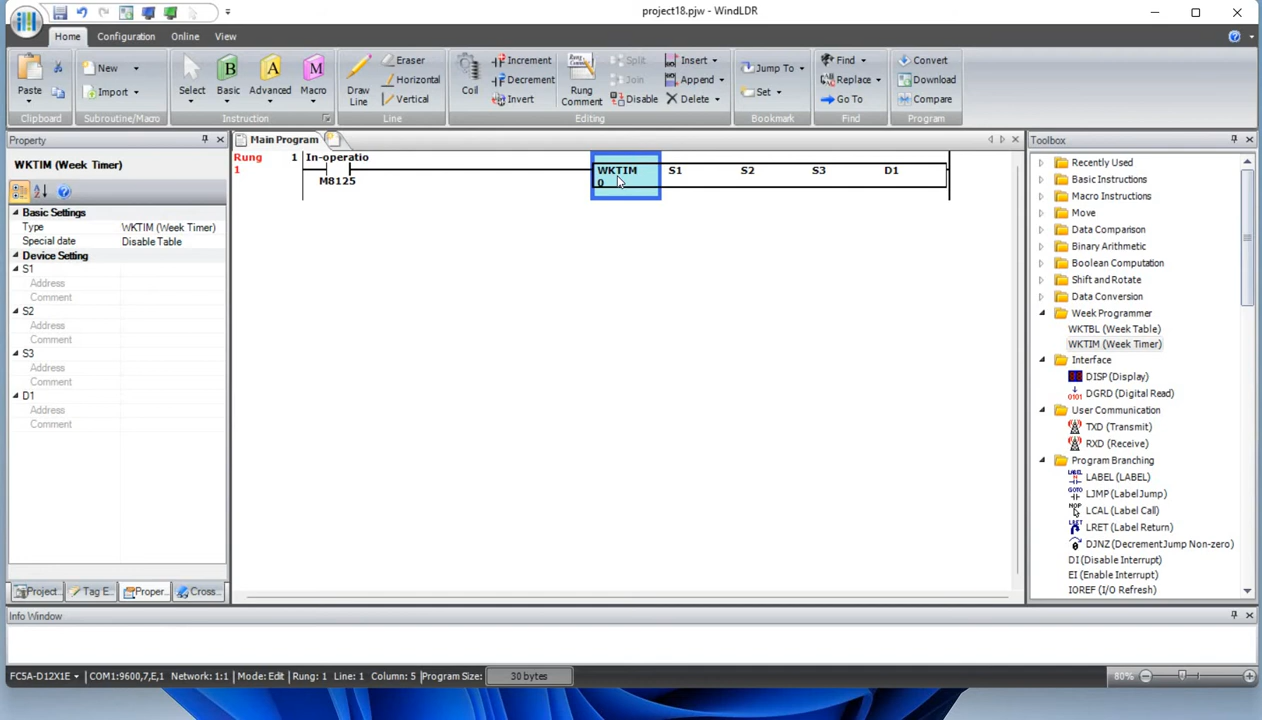 project18.pjw - WindLDR
Home
Configuration
Online
View
Paste
Clipboard
New
Import
Subroutine/Macro
Select
B
Basic
A
Advanced
M
Macro
Instruction
Draw
Line
Eraser
Horizontal
Vertical
Line
Coil
Increment
Decrement
Invert
Rung
Comment
Split
Join
Disable
Insert
Append
Delete
Editing
Jump To
Set
Bookmark
Find
Replace
Go To
Find
Convert
Download
Compare
Program
Property
WKTIM (Week Timer)
Basic Settings
Type WKTIM (Week Timer)
Special date Disable Table
Device Setting
S1
Address
Comment
S2
Address
Comment
S3
Address
Comment
D1
Address
Comment
Project
Tag E...
Proper...
Cross...
Main Program
Rung 1
1
In-operatio
M8125
WKTIM S1 S2 S3 D1
0
Toolbox
Recently Used
Basic Instructions
Macro Instructions
Move
Data Comparison
Binary Arithmetic
Boolean Computation
Shift and Rotate
Data Conversion
Week Programmer
WKTBL (Week Table)
WKTIM (Week Timer)
Interface
DISP (Display)
DGRD (Digital Read)
User Communication
TXD (Transmit)
RXD (Receive)
Program Branching
LABEL (LABEL)
LJMP (Label Jump)
LCAL (Label Call)
LRET (Label Return)
DJNZ (Decrement Jump Non-zero)
DI (Disable Interrupt)
EI (Enable Interrupt)
IOREF (I/O Refresh)
Info Window
FC5A-D12X1E COM1:9600,7,E,1 Network: 1:1 Mode: Edit Rung: 1 Line: 1 Column: 5 Program Size: 30 bytes 80%